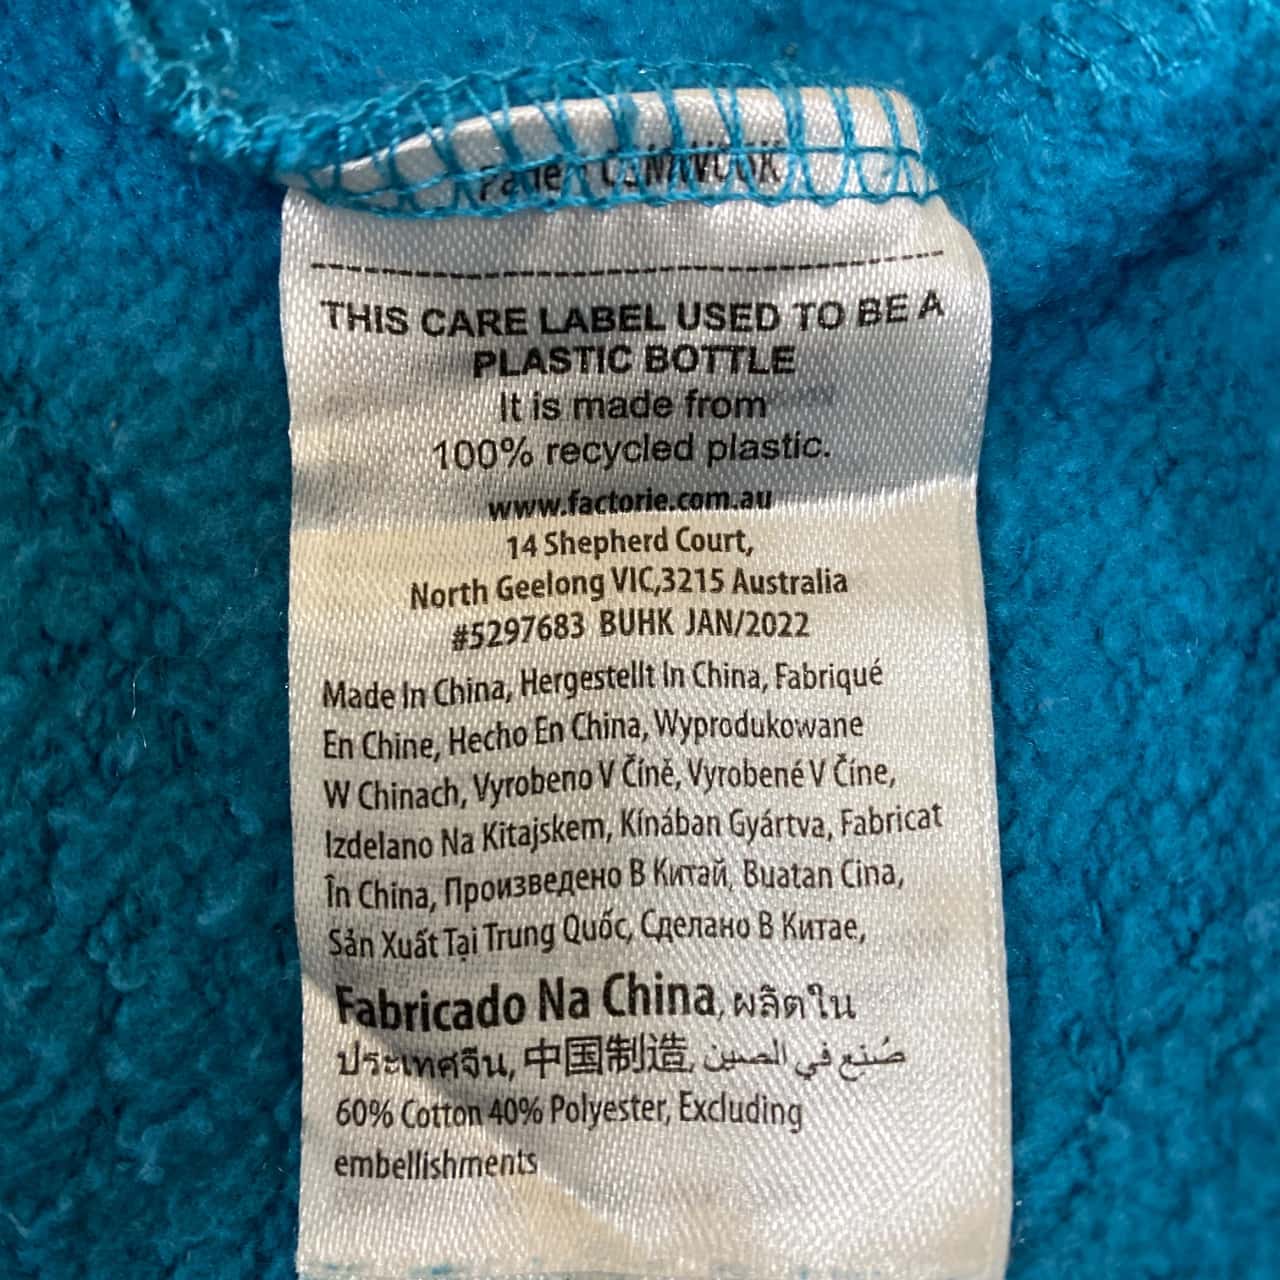 THIS CARE LABEL USED TO BE A
PLASTIC BOTTLE
It is made from
100% recycled plastic.
www.factorie.com.au
14 Shepherd Court,
North Geelong VIC,3215 Australia
#5297683 BUHK JAN/2022
Made In China, Hergestellt In China, Fabriqué
En Chine, Hecho En China, Wyprodukowane
W Chinach, Vyrobeno V Číně, Vyrobené V Číne,
Izdelano Na Kitajskem, Kínában Gyártva, Fabricat
În China, Произведено В Китай, Buatan Cina,
Sản Xuất Tại Trung Quốc, Сделано В Китае,
Fabricado Na China, ผลิตใน
ประเทศจีน, 中国制造, صُنع في الصين
60% Cotton 40% Polyester, Excluding
embellishments